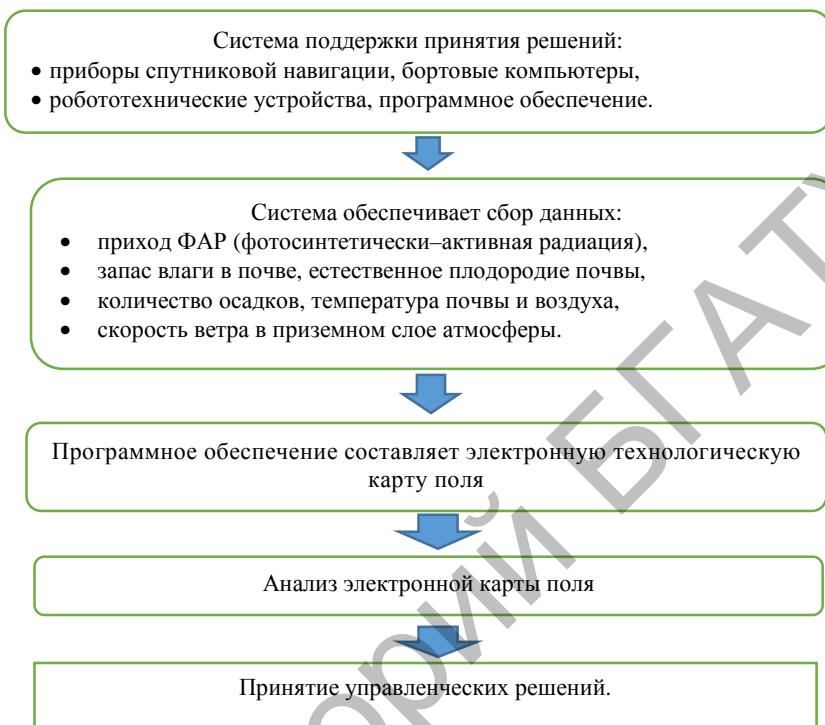 Система поддержки принятия решений:
• приборы спутниковой навигации, бортовые компьютеры,
• робототехнические устройства, программное обеспечение.
Система обеспечивает сбор данных:
• приход ФАР (фотосинтетически–активная радиация),
• запас влаги в почве, естественное плодородие почвы,
• количество осадков, температура почвы и воздуха,
• скорость ветра в приземном слое атмосферы.
Программное обеспечение составляет электронную технологическую
карту поля
Анализ электронной карты поля
Принятие управленческих решений.
БГАТУ